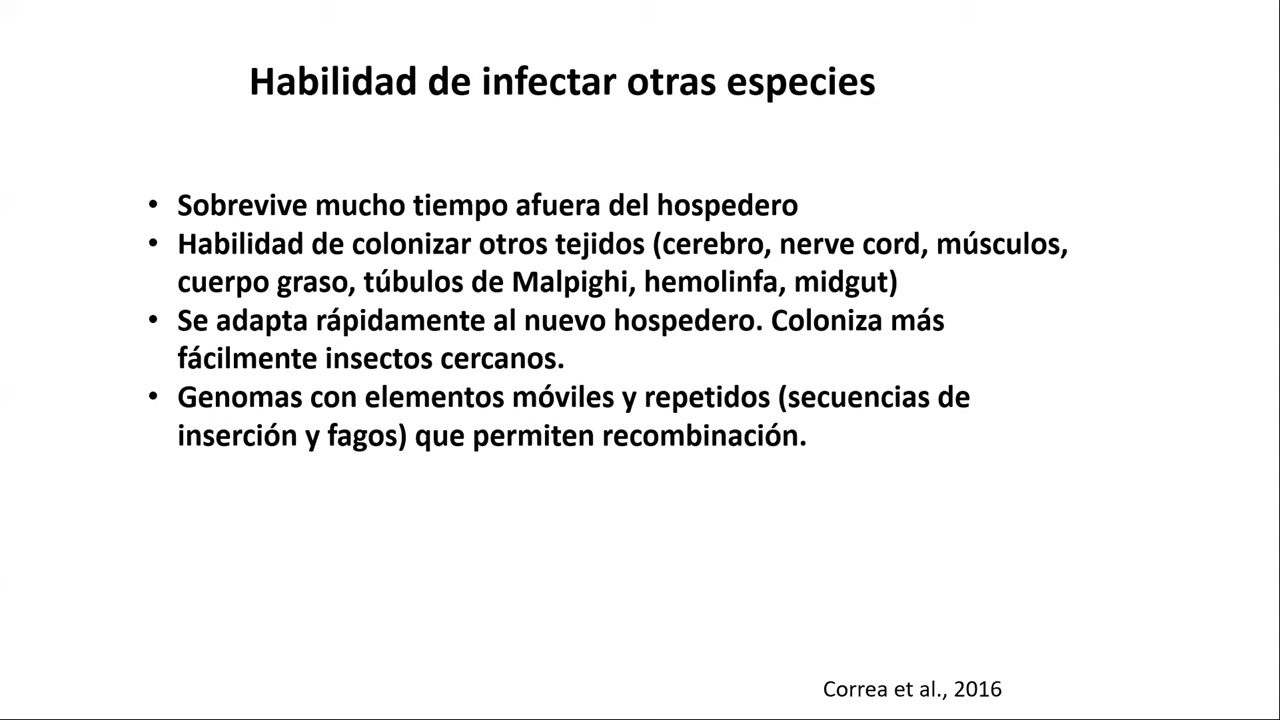 Habilidad de infectar otras especies
• Sobrevive mucho tiempo afuera del hospedero
• Habilidad de colonizar otros tejidos (cerebro, nerve cord, músculos,
cuerpo graso, túbulos de Malpighi, hemolinfa, midgut)
• Se adapta rápidamente al nuevo hospedero. Coloniza más
fácilmente insectos cercanos.
• Genomas con elementos móviles y repetidos (secuencias de
inserción y fagos) que permiten recombinación.
Correa et al., 2016